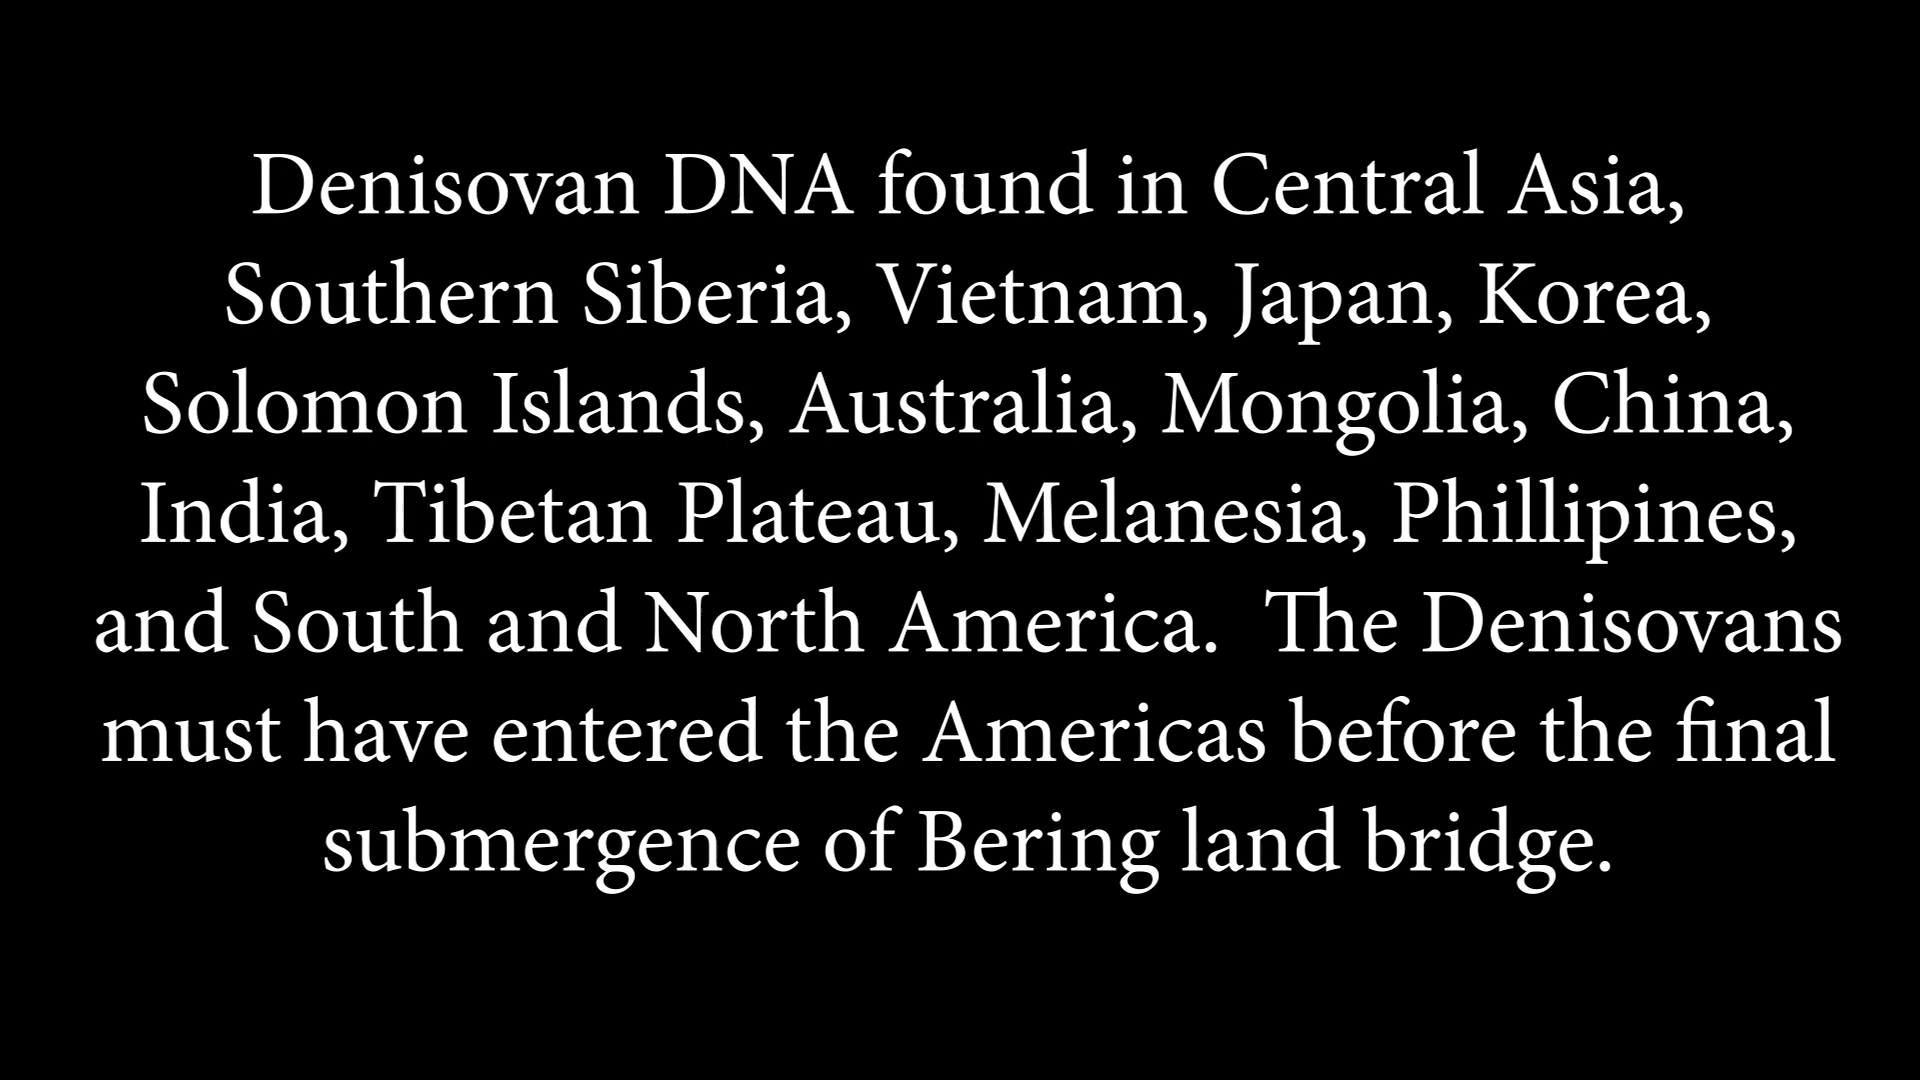 Denisovan DNA found in Central Asia,
Southern Siberia, Vietnam, Japan, Korea,
Solomon Islands, Australia, Mongolia, China,
India, Tibetan Plateau, Melanesia, Phillipines,
and South and North America.  The Denisovans
must have entered the Americas before the final
submergence of Bering land bridge.